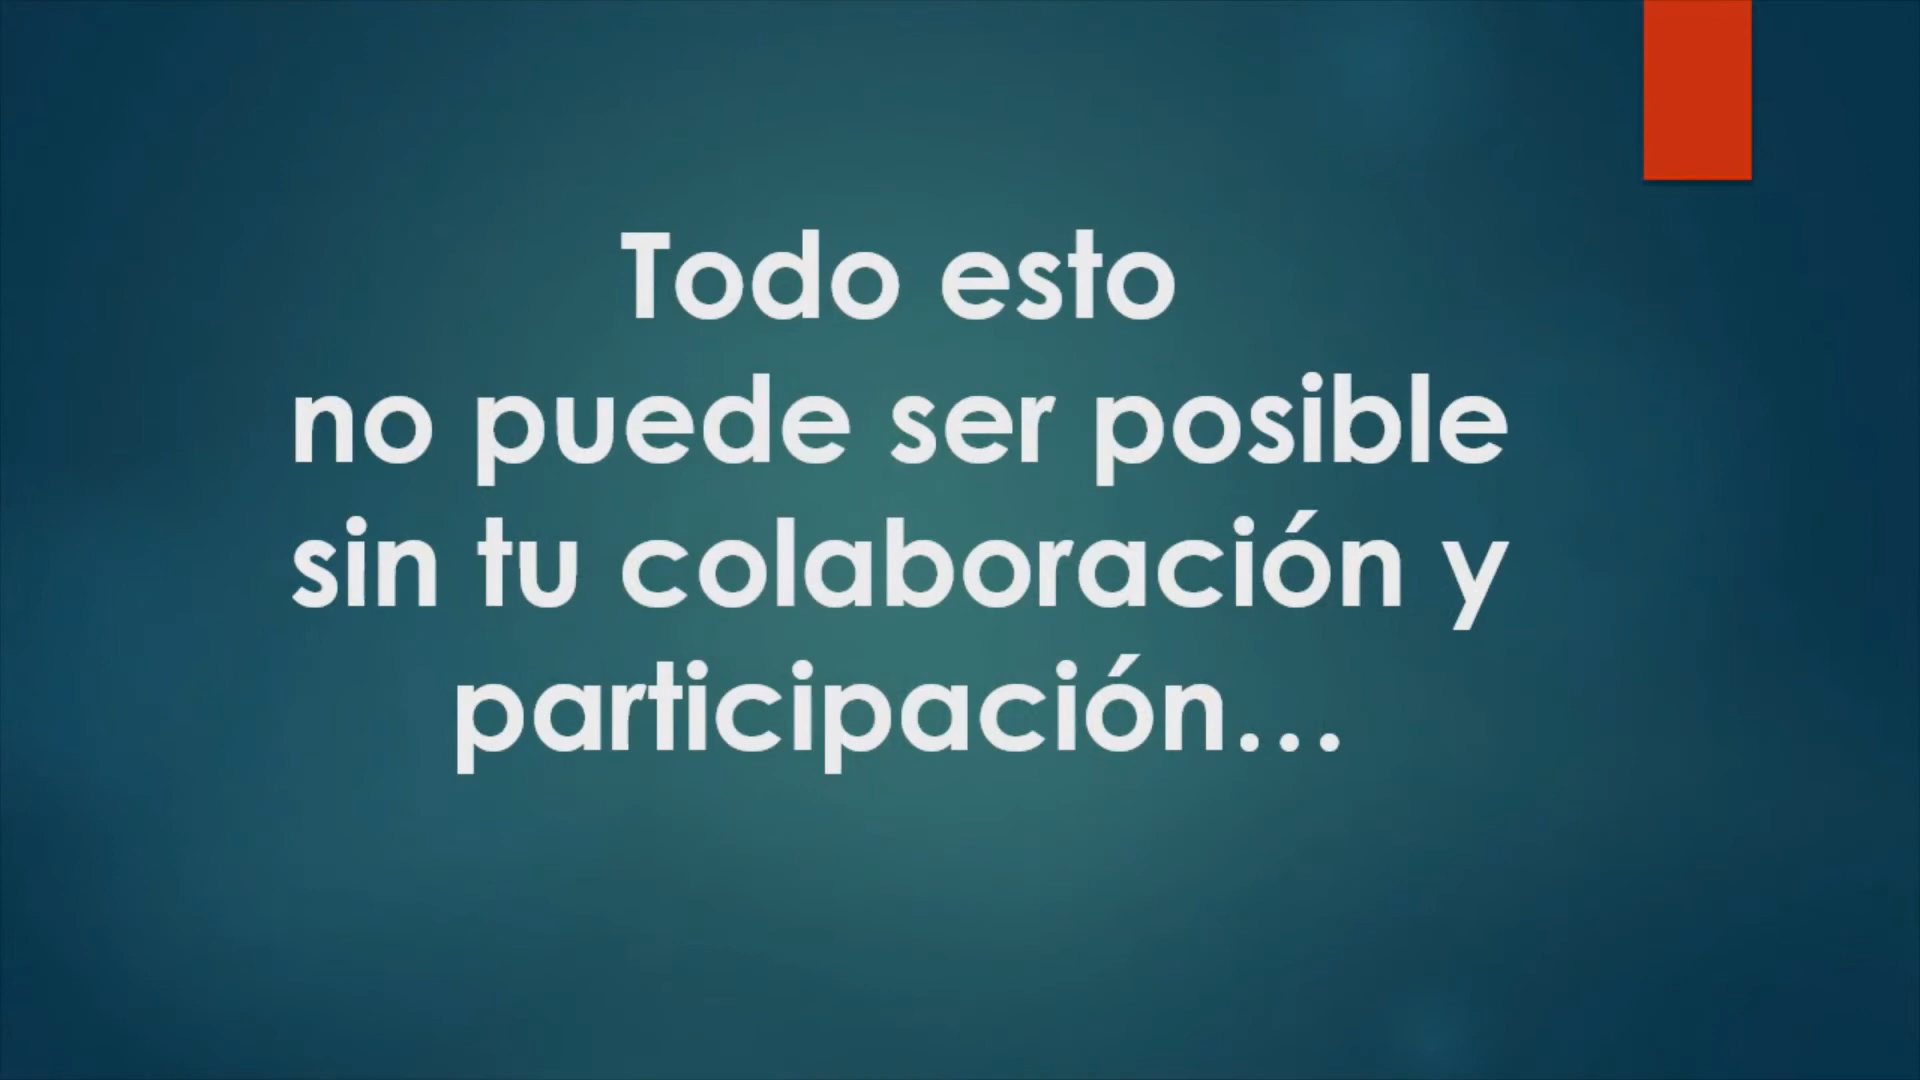 Todo esto
no puede ser posible
sin tu colaboración y
participación...